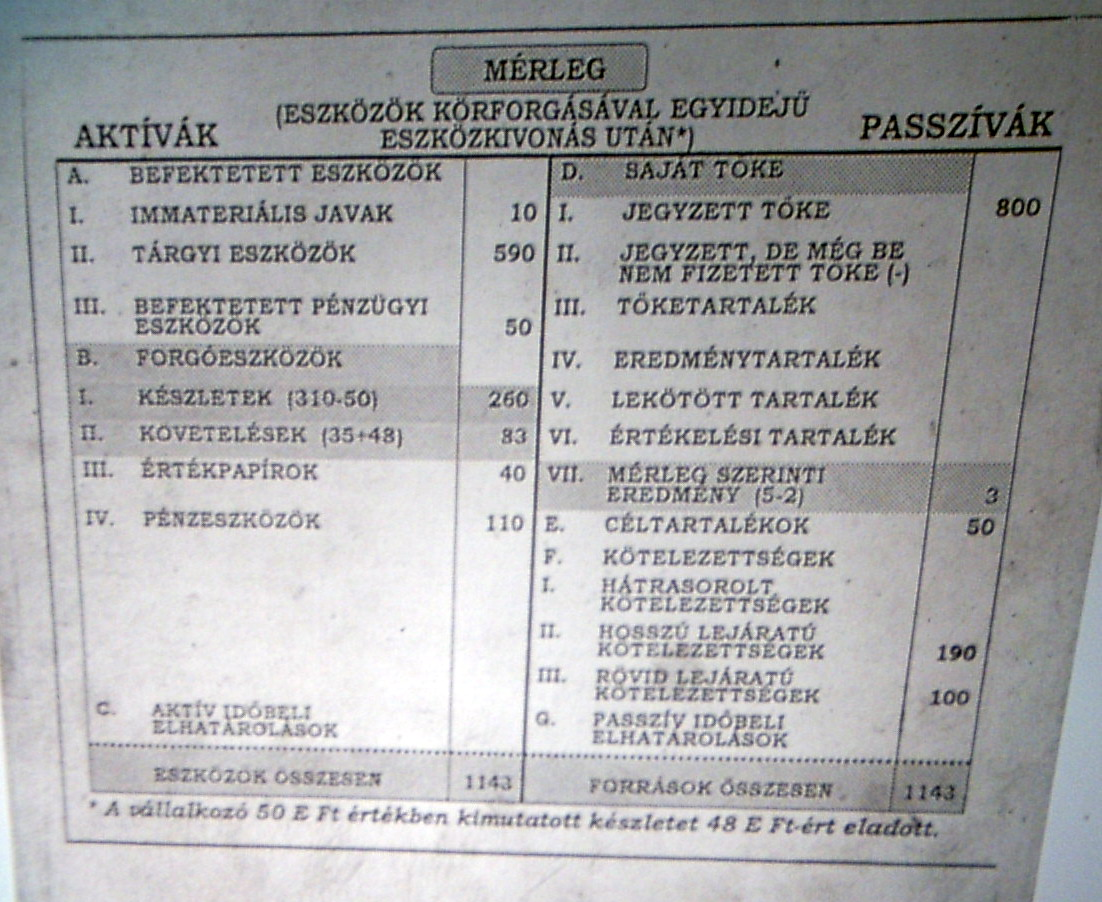 MÉRLEG
(ESZKÖZÖK KÖRFORGÁSÁVAL EGYIDEJŰ
ESZKÖZKIVONÁS UTÁN*)
AKTÍVÁK
PASSZÍVÁK
A. BEFEKTETETT ESZKÖZÖK
I. IMMATERIÁLIS JAVAK 10
II. TÁRGYI ESZKÖZÖK 590
III. BEFEKTETETT PÉNZÜGYI
ESZKÖZÖK 50
B. FORGÓESZKÖZÖK
I. KÉSZLETEK (310-50) 260
II. KÖVETELÉSEK (35+48) 83
III. ÉRTÉKPAPÍROK 40
IV. PÉNZESZKÖZÖK 110
C. AKTÍV IDŐBELI
ELHATÁROLÁSOK
ESZKÖZÖK ÖSSZESEN 1143
D. SAJÁT TŐKE
I. JEGYZETT TŐKE 800
II. JEGYZETT, DE MÉG BE
NEM FIZETETT TŐKE (-)
III. TŐKETARTALÉK
IV. EREDMÉNYTARTALÉK
V. LEKÖTÖTT TARTALÉK
VI. ÉRTÉKELÉSI TARTALÉK
VII. MÉRLEG SZERINTI
EREDMÉNY (5-2) 3
E. CÉLTARTALÉKOK 50
F. KÖTELEZETTSÉGEK
I. HÁTRASOROLT
KÖTELEZETTSÉGEK
II. HOSSZÚ LEJÁRATÚ
KÖTELEZETTSÉGEK 190
III. RÖVID LEJÁRATÚ
KÖTELEZETTSÉGEK 100
G. PASSZÍV IDŐBELI
ELHATÁROLÁSOK
FORRÁSOK ÖSSZESEN 1143
* A vállalkozó 50 E Ft értékben kimutatott készletet 48 E Ft-ért eladott.